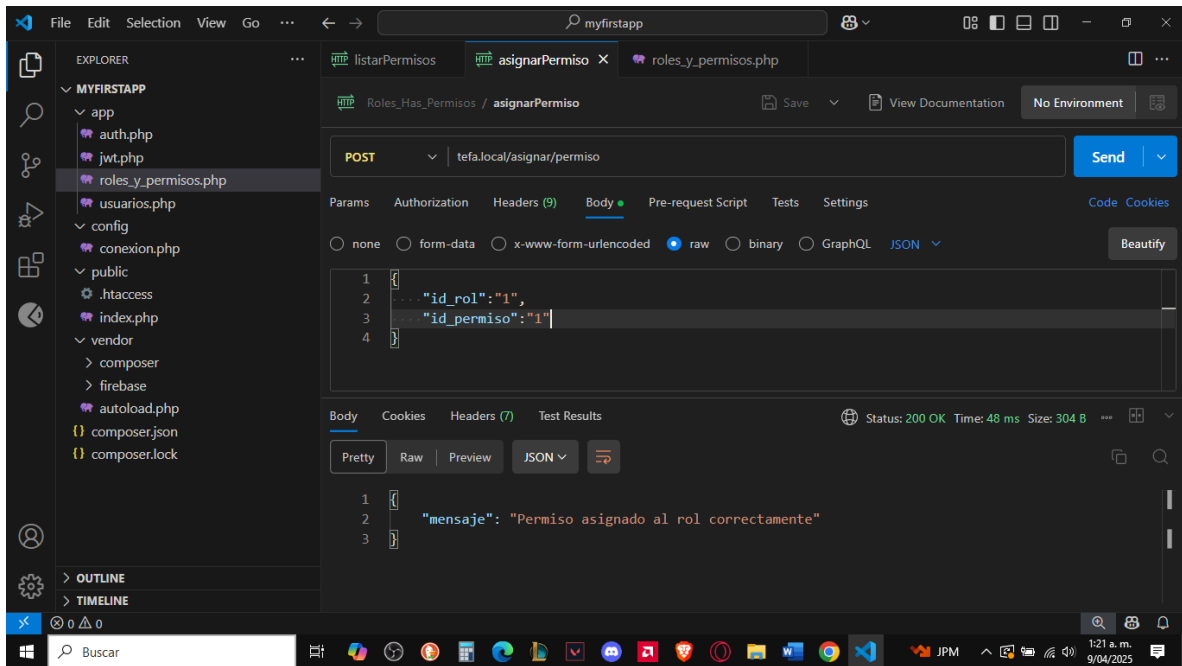 File Edit Selection View Go ... myfirstapp
EXPLORER ...
MYFIRSTAPP
app
auth.php
jwt.php
roles_y_permisos.php
usuarios.php
config
conexion.php
public
.htaccess
index.php
vendor
composer
firebase
autoload.php
{} composer.json
{} composer.lock
OUTLINE
TIMELINE
HTTP listarPermisos HTTP asignarPermiso roles_y_permisos.php ...
HTTP Roles_Has_Permisos / asignarPermiso Save View Documentation No Environment
POST tefa.local/asignar/permiso Send
Params Authorization Headers (9) Body Pre-request Script Tests Settings Code Cookies
none form-data x-www-form-urlencoded raw binary GraphQL JSON Beautify
1 {
2 ····"id_rol":"1",
3 ····"id_permiso":"1"
4 }
Body Cookies Headers (7) Test Results Status: 200 OK Time: 48 ms Size: 304 B
Pretty Raw Preview JSON
1 {
2 "mensaje": "Permiso asignado al rol correctamente"
3 }
0 0
Buscar JPM 1:21 a. m.
9/04/2025